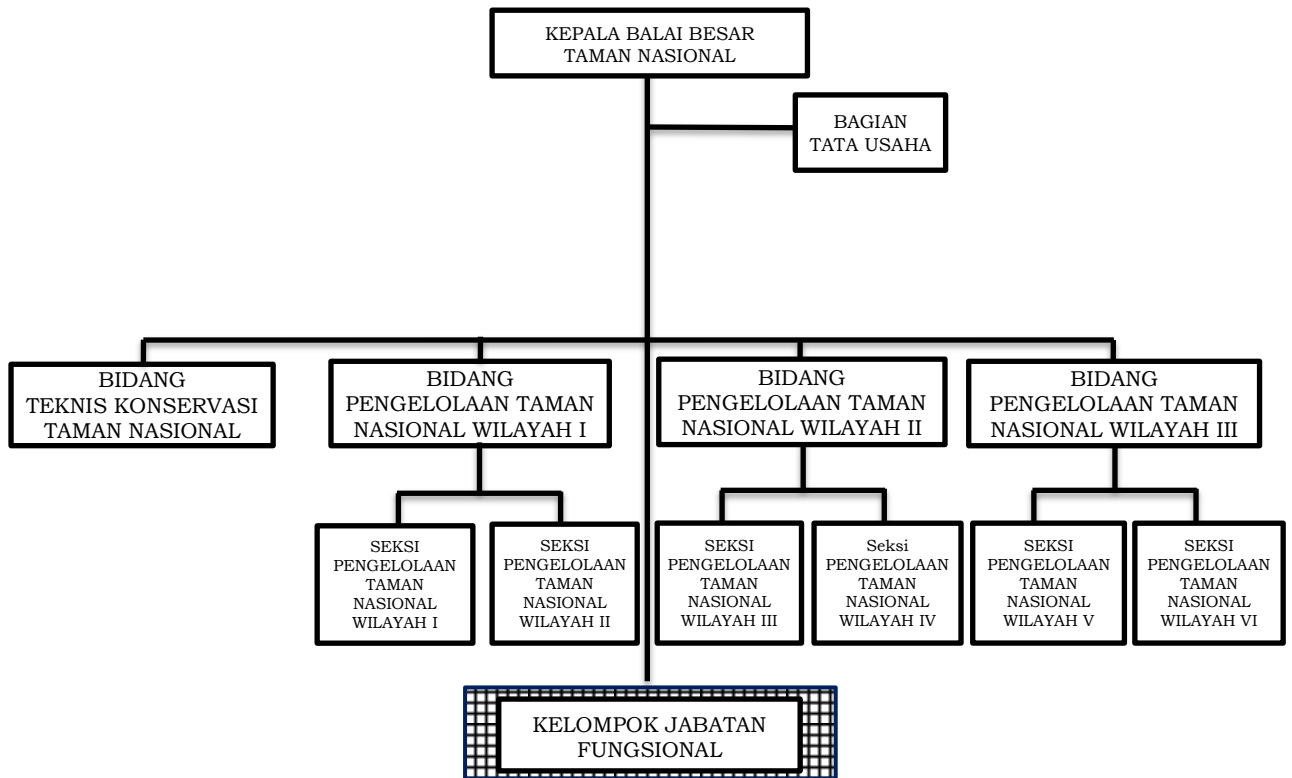 KEPALA BALAI BESAR
TAMAN NASIONAL
BAGIAN
TATA USAHA
BIDANG
TEKNIS KONSERVASI
TAMAN NASIONAL
BIDANG
PENGELOLAAN TAMAN
NASIONAL WILAYAH I
BIDANG
PENGELOLAAN TAMAN
NASIONAL WILAYAH II
BIDANG
PENGELOLAAN TAMAN
NASIONAL WILAYAH III
SEKSI
PENGELOLAAN
TAMAN
NASIONAL
WILAYAH I
SEKSI
PENGELOLAAN
TAMAN
NASIONAL
WILAYAH II
SEKSI
PENGELOLAAN
TAMAN
NASIONAL
WILAYAH III
Seksi
PENGELOLAAN
TAMAN
NASIONAL
WILAYAH IV
SEKSI
PENGELOLAAN
TAMAN
NASIONAL
WILAYAH V
SEKSI
PENGELOLAAN
TAMAN
NASIONAL
WILAYAH VI
KELOMPOK JABATAN
FUNGSIONAL